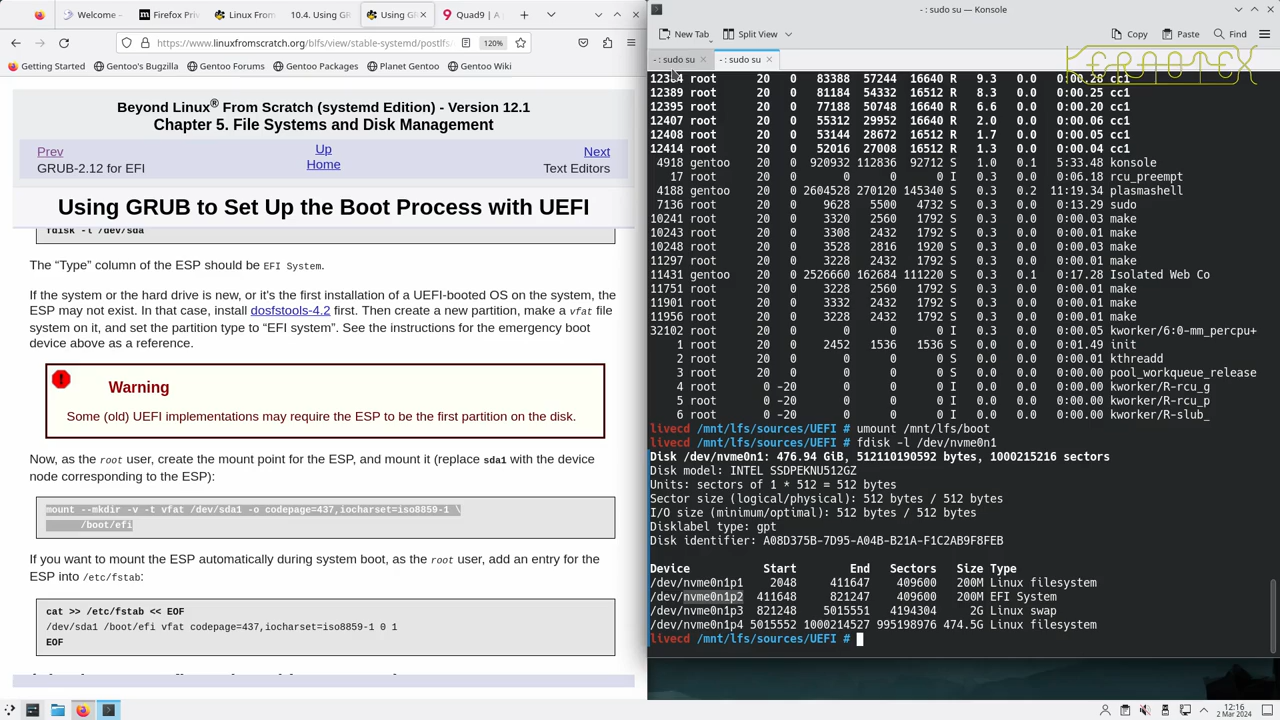 Welcome -
Firefox Pri
Linux From
10.4. Using GR
Using GR
Quad9 | A
https://www.linuxfromscratch.org/blfs/view/stable-systemd/postlfs
120%
Getting Started
Gentoo's Bugzilla
Gentoo Forums
Gentoo Packages
Planet Gentoo
Gentoo Wiki
Beyond Linux® From Scratch (systemd Edition) - Version 12.1
Chapter 5. File Systems and Disk Management
Prev
Up
Next
GRUB-2.12 for EFI
Home
Text Editors
Using GRUB to Set Up the Boot Process with UEFI
fdisk -l /dev/sda
The “Type” column of the ESP should be EFI System.
If the system or the hard drive is new, or it's the first installation of a UEFI-booted OS on the system, the
ESP may not exist. In that case, install dosfstools-4.2 first. Then create a new partition, make a vfat file
system on it, and set the partition type to “EFI system”. See the instructions for the emergency boot
device above as a reference.
Warning
Some (old) UEFI implementations may require the ESP to be the first partition on the disk.
Now, as the root user, create the mount point for the ESP, and mount it (replace sda1 with the device
node corresponding to the ESP):
mount --mkdir -v -t vfat /dev/sda1 -o codepage=437,iocharset=iso8859-1 \
/boot/efi
If you want to mount the ESP automatically during system boot, as the root user, add an entry for the
ESP into /etc/fstab:
cat >> /etc/fstab << EOF
/dev/sda1 /boot/efi vfat codepage=437,iocharset=iso8859-1 0 1
EOF
- : sudo su — Konsole
New Tab
Split View
Copy
Paste
Find
- : sudo su
- : sudo su
KERNOTEX
root 20 0 83388 57244 16640 R 9.3 0.0 0:00.28 cc1
12389 root 20 0 81184 54332 16512 R 8.3 0.0 0:00.25 cc1
12395 root 20 0 77188 50748 16640 R 6.6 0.0 0:00.20 cc1
12407 root 20 0 55312 29952 16640 R 2.0 0.0 0:00.06 cc1
12408 root 20 0 53144 28672 16512 R 1.7 0.0 0:00.05 cc1
12414 root 20 0 52016 27008 16512 R 1.3 0.0 0:00.04 cc1
4918 gentoo 20 0 920932 112836 92712 S 1.0 0.1 5:33.48 konsole
17 root 20 0 0 0 0 I 0.3 0.0 0:06.18 rcu_preempt
4188 gentoo 20 0 2604528 270120 145340 S 0.3 0.2 11:19.34 plasmashell
7136 root 20 0 9628 5500 4732 S 0.3 0.0 0:13.29 sudo
10241 root 20 0 3320 2560 1792 S 0.3 0.0 0:00.03 make
10243 root 20 0 3308 2432 1792 S 0.3 0.0 0:00.04 make
10248 root 20 0 3528 2816 1920 S 0.3 0.0 0:00.03 make
11297 root 20 0 3228 2432 1792 S 0.3 0.0 0:00.01 make
11431 gentoo 20 0 2526660 162684 111220 S 0.3 0.1 0:17.28 Isolated Web Co
11751 root 20 0 3228 2560 1792 S 0.3 0.0 0:00.01 make
11901 root 20 0 3332 2432 1792 S 0.3 0.0 0:00.01 make
11956 root 20 0 3228 2560 1792 S 0.3 0.0 0:00.01 make
32102 root 20 0 0 0 0 I 0.3 0.0 0:00.05 kworker/6:0-mm_percpu+
1 root 20 0 2452 1536 1536 S 0.0 0.0 0:01.49 init
2 root 20 0 0 0 0 S 0.0 0.0 0:00.01 kthreadd
3 root 20 0 0 0 0 S 0.0 0.0 0:00.00 pool_workqueue_release
4 root 0 -20 0 0 0 I 0.0 0.0 0:00.00 kworker/R-rcu_g
5 root 0 -20 0 0 0 I 0.0 0.0 0:00.00 kworker/R-rcu_p
6 root 0 -20 0 0 0 I 0.0 0.0 0:00.00 kworker/R-slub_
livecd /mnt/lfs/sources/UEFI # umount /mnt/lfs/boot
livecd /mnt/lfs/sources/UEFI # fdisk -l /dev/nvme0n1
Disk /dev/nvme0n1: 476.94 GiB, 512110190592 bytes, 1000215216 sectors
Disk model: INTEL SSDPEKNU512GZ
Units: sectors of 1 * 512 = 512 bytes
Sector size (logical/physical): 512 bytes / 512 bytes
I/O size (minimum/optimal): 512 bytes / 512 bytes
Disklabel type: gpt
Disk identifier: A08D375B-7D95-A04B-B21A-F1C2AB9F8FEB
Device Start End Sectors Size Type
/dev/nvme0n1p1 2048 411647 409600 200M Linux filesystem
/dev/nvme0n1p2 411648 821247 409600 200M EFI System
/dev/nvme0n1p3 821248 5015551 4194304 2G Linux swap
/dev/nvme0n1p4 5015552 1000214527 995198976 474.5G Linux filesystem
livecd /mnt/lfs/sources/UEFI #
12:16
2 Mar 2024